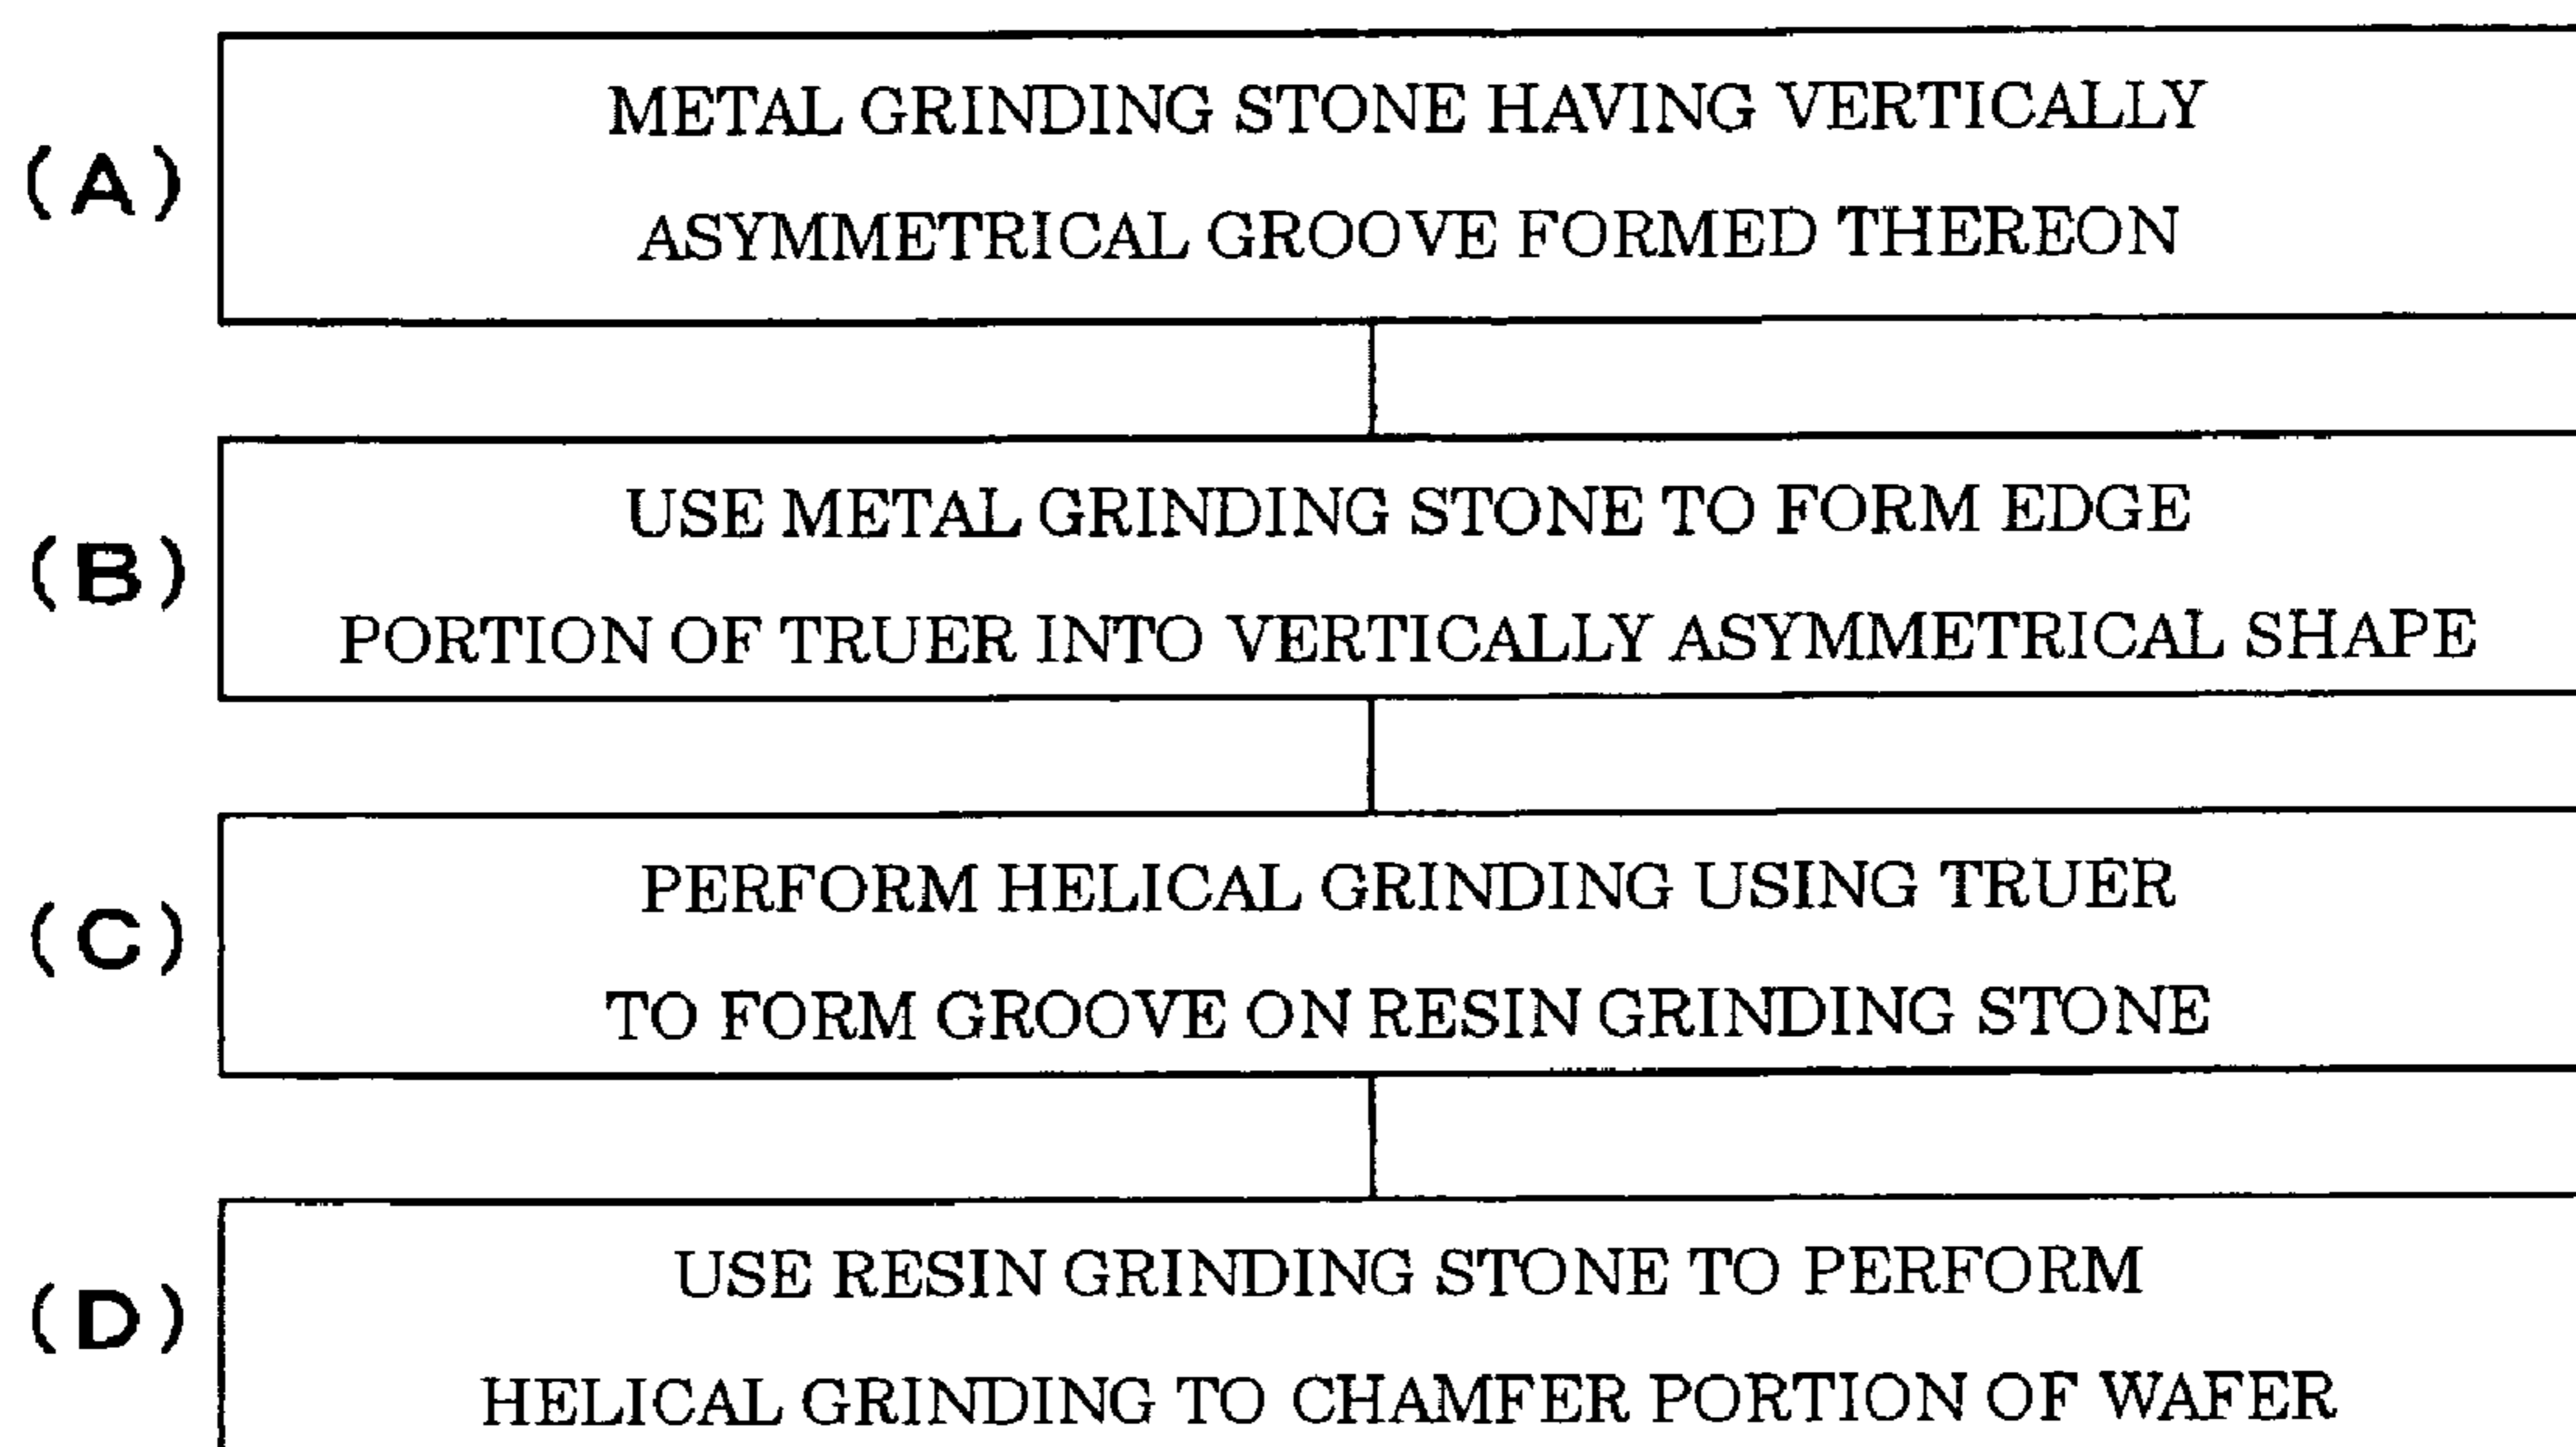 (A)
METAL GRINDING STONE HAVING VERTICALLY
ASYMMETRICAL GROOVE FORMED THEREON
(B)
USE METAL GRINDING STONE TO FORM EDGE
PORTION OF TRUER INTO VERTICALLY ASYMMETRICAL SHAPE
(C)
PERFORM HELICAL GRINDING USING TRUER
TO FORM GROOVE ON RESIN GRINDING STONE
(D)
USE RESIN GRINDING STONE TO PERFORM
HELICAL GRINDING TO CHAMFER PORTION OF WAFER